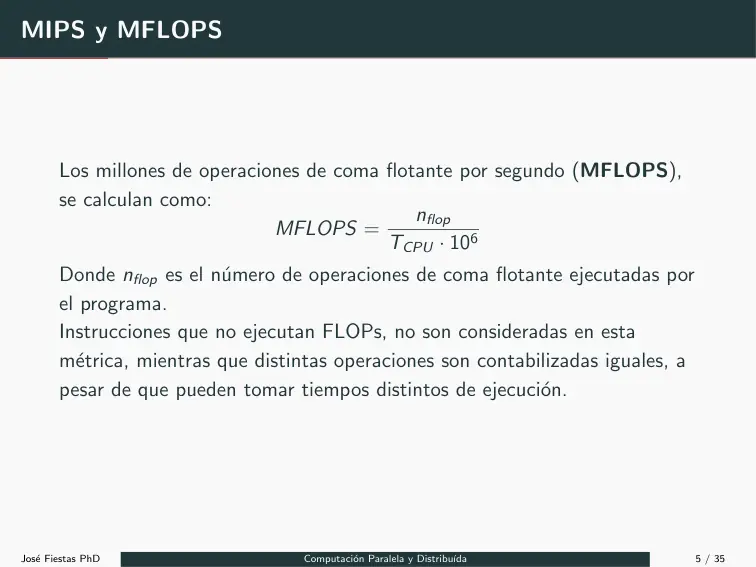 MIPS y MFLOPS
Los millones de operaciones de coma flotante por segundo (MFLOPS),
se calculan como:
MFLOPS = n_flop / (T_CPU · 10^6)
Donde n_flop es el número de operaciones de coma flotante ejecutadas por
el programa.
Instrucciones que no ejecutan FLOPs, no son consideradas en esta
métrica, mientras que distintas operaciones son contabilizadas iguales, a
pesar de que pueden tomar tiempos distintos de ejecución.
José Fiestas PhD
Computación Paralela y Distribuída
5 / 35